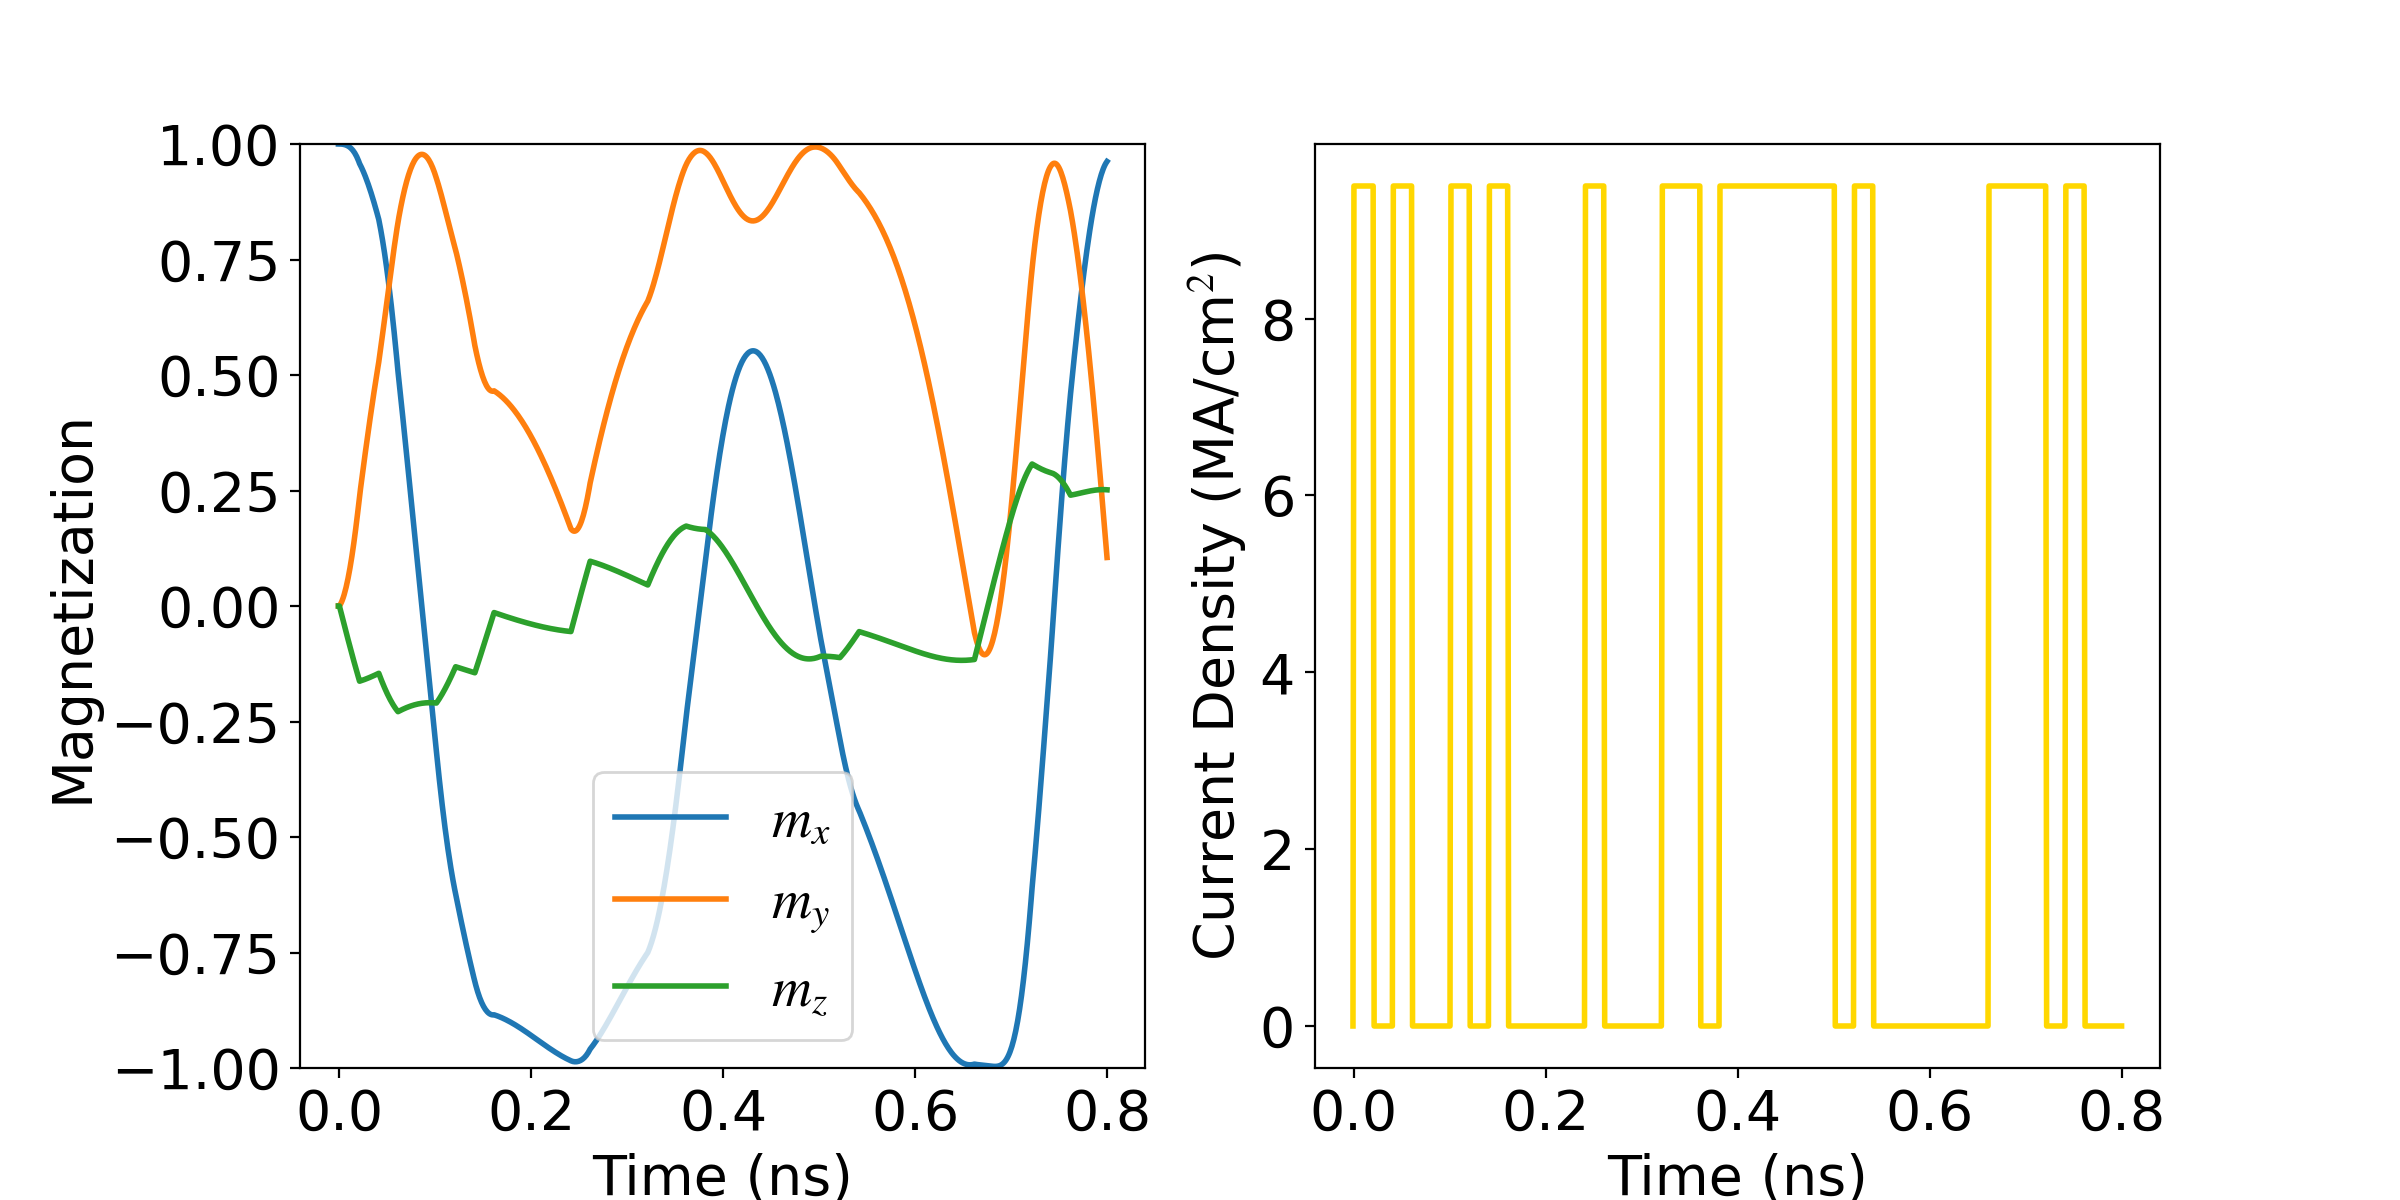 Magnetization
1.00
0.75
0.50
0.25
0.00
−0.25
−0.50
−0.75
−1.00
0.0 0.2 0.4 0.6 0.8
Time (ns)
m_x
m_y
m_z
Current Density (MA/cm²)
8
6
4
2
0
0.0 0.2 0.4 0.6 0.8
Time (ns)